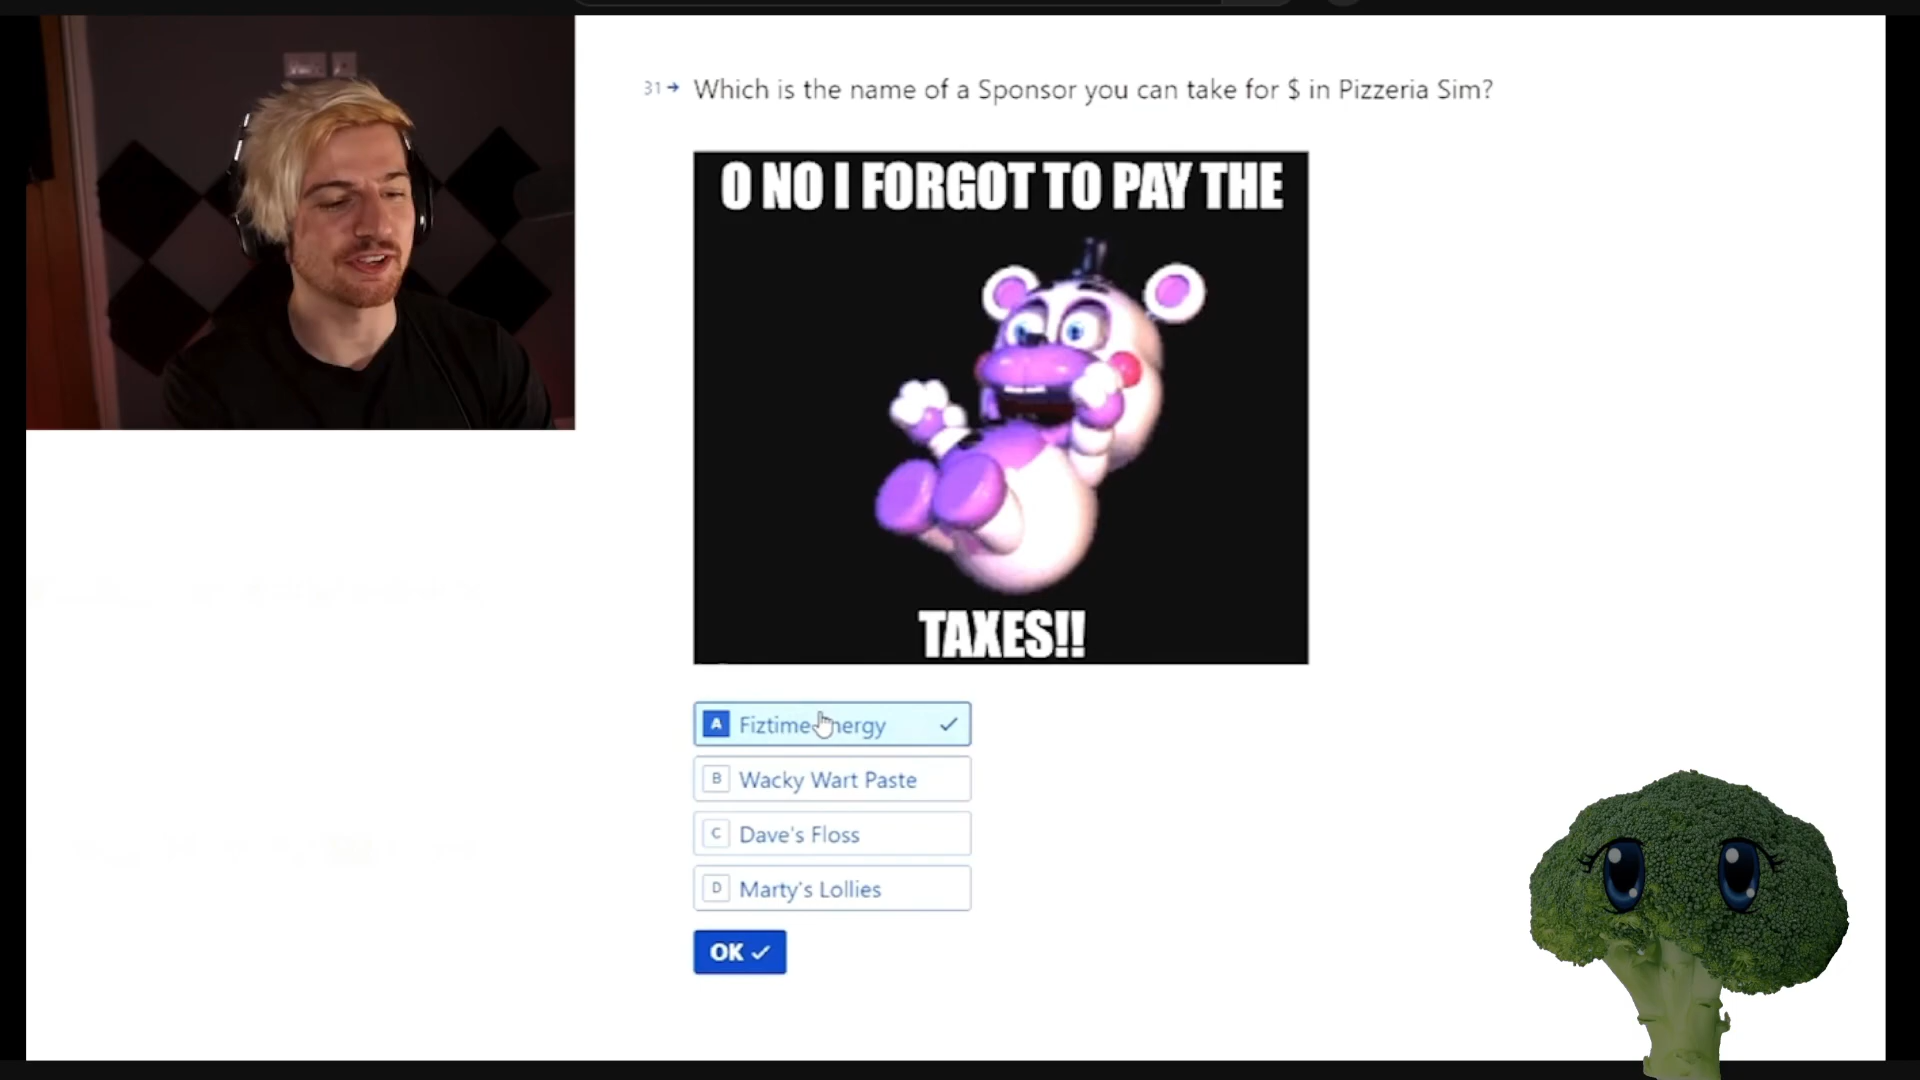 31 Which is the name of a Sponsor you can take for $ in Pizzeria Sim?
O NO I FORGOT TO PAY THE
TAXES!!
A Fiztime Energy
B Wacky Wart Paste
C Dave's Floss
D Marty's Lollies
OK